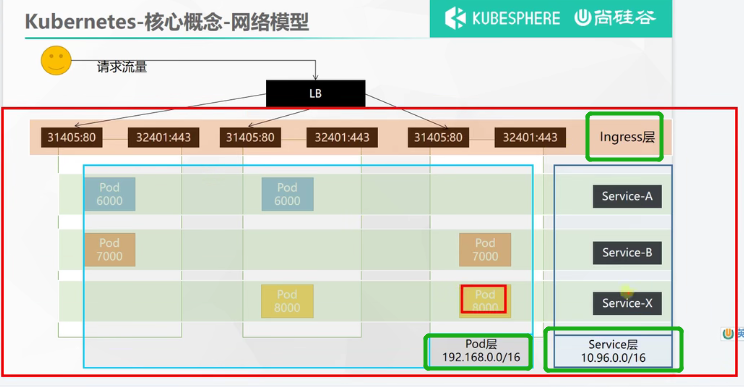 Kubernetes-核心概念-网络模型
KUBESPHERE 尚硅谷
请求流量
LB
31405:80 32401:443 31405:80 32401:443 31405:80 32401:443 Ingress层
Pod
6000
Pod
6000
Service-A
Pod
7000
Pod
7000
Service-B
Pod
8000
Pod
8000
Service-X
Pod层
192.168.0.0/16
Service层
10.96.0.0/16
英